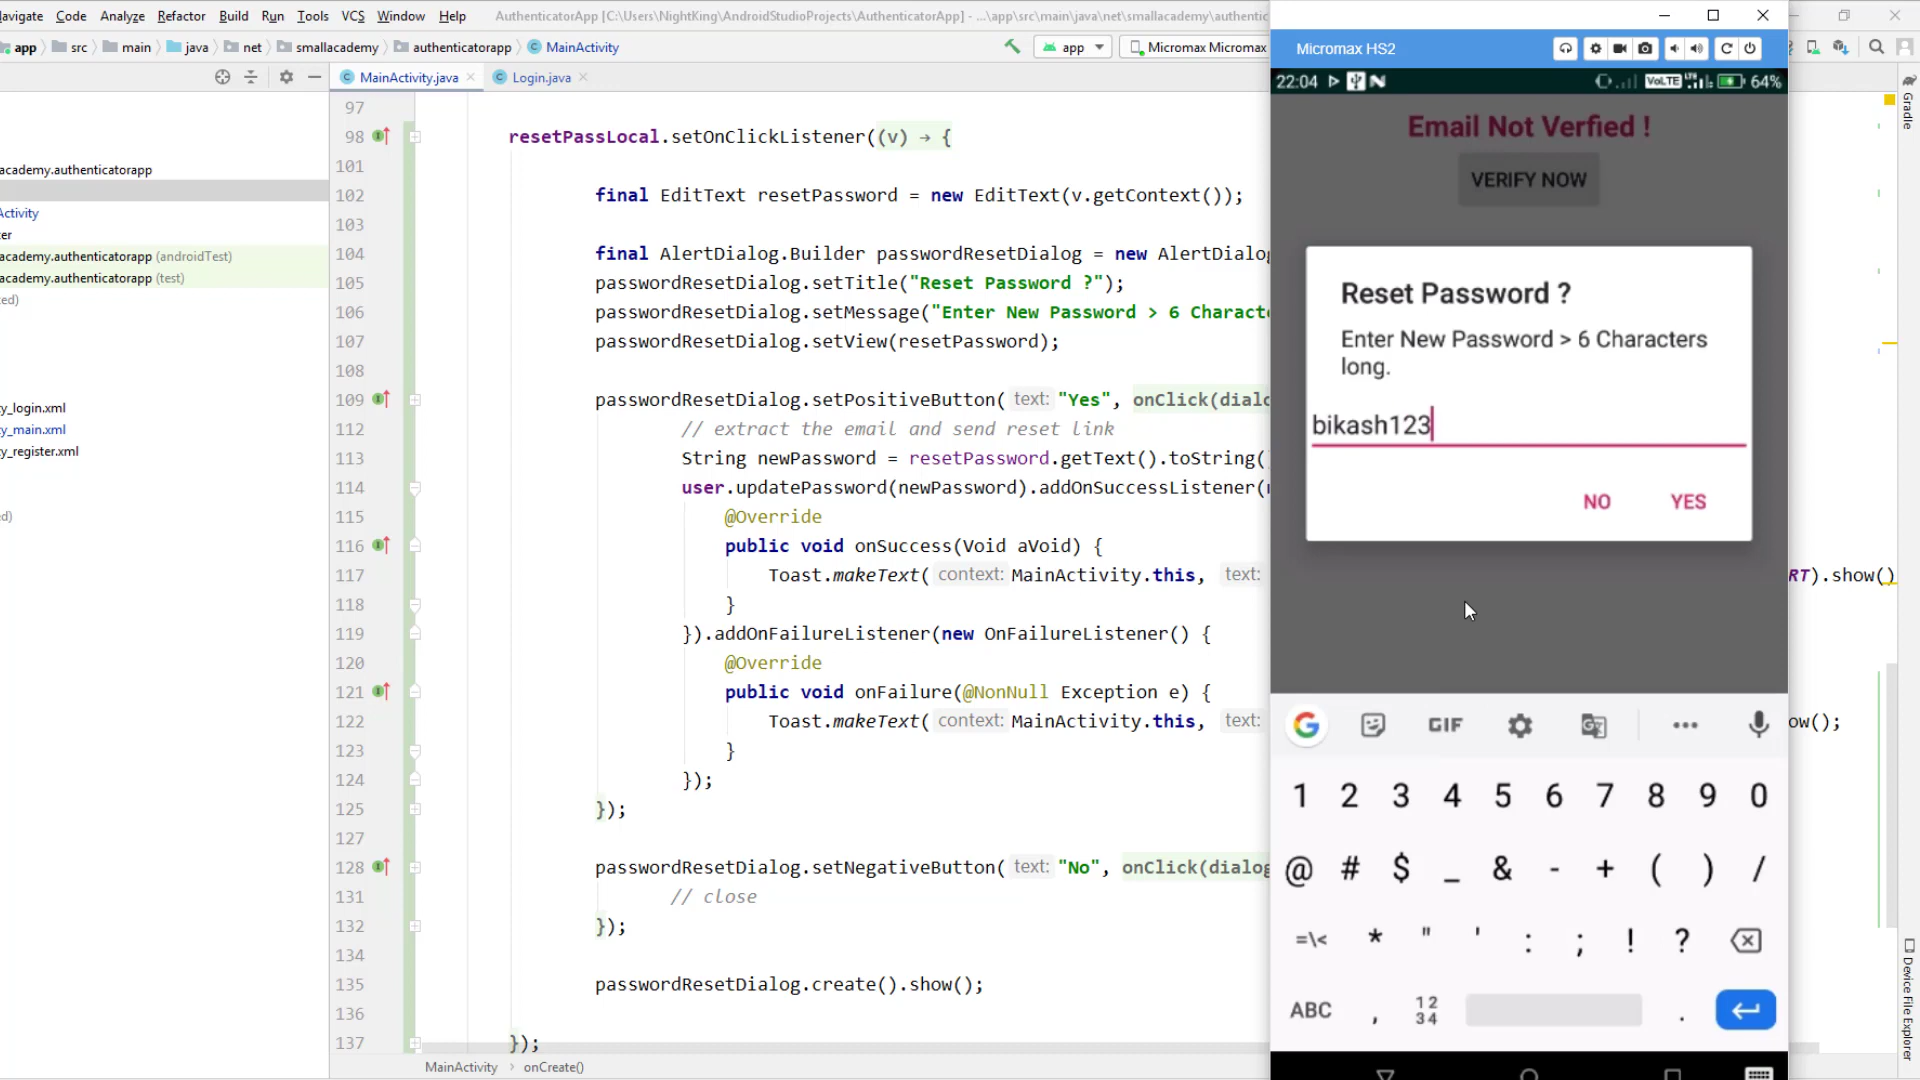 avigate Code Analyze Refactor Build Run Tools VCS Window Help AuthenticatorApp [C:\Users\NightKing\AndroidStudioProjects\AuthenticatorApp] - ...\app\src\main\java\net\smallacademy\authentic
app src main java net smallacademy authenticatorapp MainActivity app Micromax Micromax
MainActivity.java Login.java
academy.authenticatorapp
Activity
ter
academy.authenticatorapp (androidTest)
academy.authenticatorapp (test)
ted)
ty_login.xml
ty_main.xml
ty_register.xml
d)
97
98 resetPassLocal.setOnClickListener((v) → {
101
102 final EditText resetPassword = new EditText(v.getContext());
103
104 final AlertDialog.Builder passwordResetDialog = new AlertDialog
105 passwordResetDialog.setTitle("Reset Password ?");
106 passwordResetDialog.setMessage("Enter New Password > 6 Characte
107 passwordResetDialog.setView(resetPassword);
108
109 passwordResetDialog.setPositiveButton( text: "Yes", onClick(dialo
112 // extract the email and send reset link
113 String newPassword = resetPassword.getText().toString()
114 user.updatePassword(newPassword).addOnSuccessListener(
115 @Override
116 public void onSuccess(Void aVoid) {
117 Toast.makeText( context: MainActivity.this, text: RT).show()
118 }
119 }).addOnFailureListener(new OnFailureListener() {
120 @Override
121 public void onFailure(@NonNull Exception e) {
122 Toast.makeText( context: MainActivity.this, text: ow();
123 }
124 });
125 });
127
128 passwordResetDialog.setNegativeButton( text: "No", onClick(dialog
131 // close
132 });
134
135 passwordResetDialog.create().show();
136
137 });
MainActivity › onCreate()
Micromax HS2
22:04 VoLTE LTE 64%
Email Not Verfied !
VERIFY NOW
Reset Password ?
Enter New Password > 6 Characters
long.
bikash123
NO YES
G GIF
1 2 3 4 5 6 7 8 9 0
@ # $ _ & - + ( ) /
=\< * " ' : ; ! ?
ABC , 12 34 .
Gradle
Device File Explorer